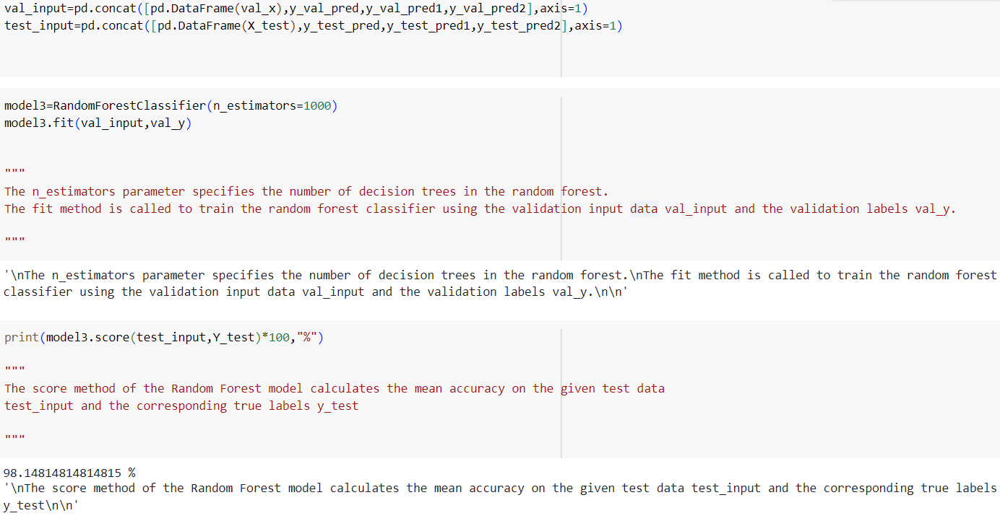 val_input=pd.concat([pd.DataFrame(val_x),y_val_pred,y_val_pred1,y_val_pred2],axis=1)
test_input=pd.concat([pd.DataFrame(X_test),y_test_pred,y_test_pred1,y_test_pred2],axis=1)
model3=RandomForestClassifier(n_estimators=1000)
model3.fit(val_input,val_y)
"""
The n_estimators parameter specifies the number of decision trees in the random forest.
The fit method is called to train the random forest classifier using the validation input data val_input and the validation labels val_y.
"""
'\nThe n_estimators parameter specifies the number of decision trees in the random forest.\nThe fit method is called to train the random forest
classifier using the validation input data val_input and the validation labels val_y.\n\n'
print(model3.score(test_input,Y_test)*100,"%")
"""
The score method of the Random Forest model calculates the mean accuracy on the given test data
test_input and the corresponding true labels y_test
"""
98.14814814814815 %
'\nThe score method of the Random Forest model calculates the mean accuracy on the given test data test_input and the corresponding true labels
y_test\n\n'